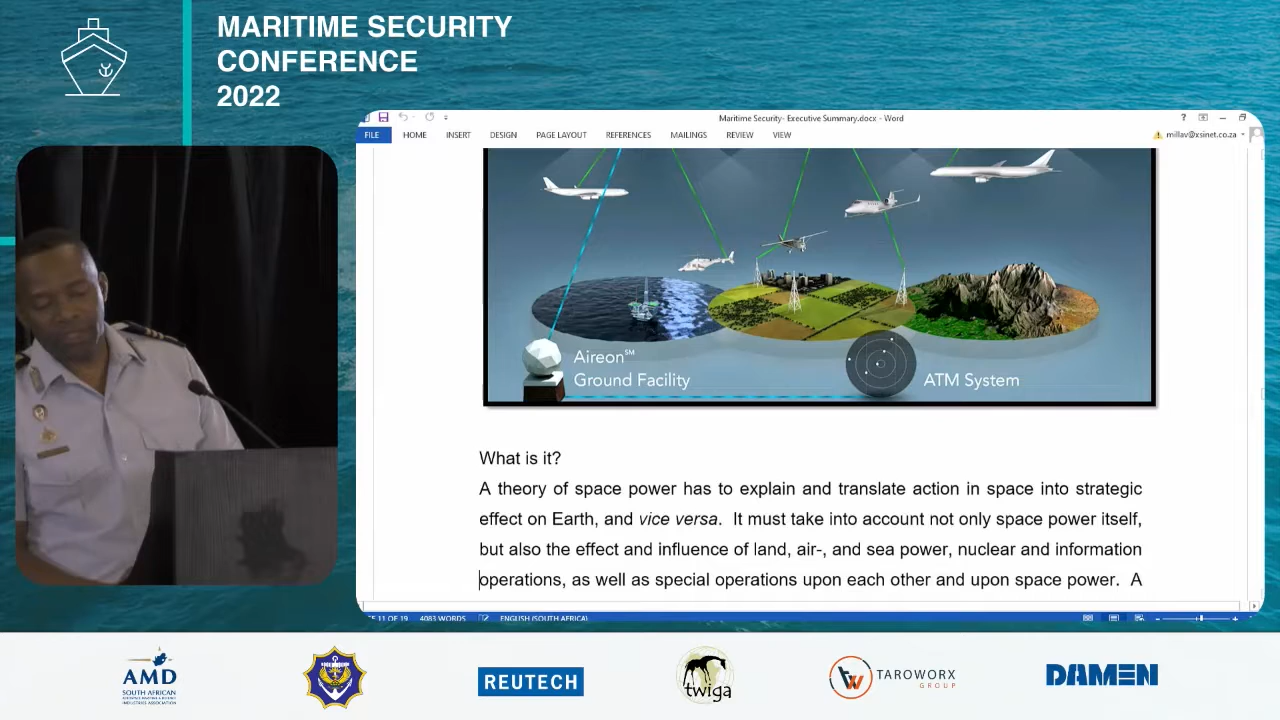 MARITIME SECURITY
CONFERENCE
2022
Maritime Security- Executive Summary.docx - Word
FILE HOME INSERT DESIGN PAGE LAYOUT REFERENCES MAILINGS REVIEW VIEW
millav@xsinet.co.za
Aireon℠
Ground Facility
ATM System
What is it?
A theory of space power has to explain and translate action in space into strategic
effect on Earth, and vice versa. It must take into account not only space power itself,
but also the effect and influence of land, air-, and sea power, nuclear and information
operations, as well as special operations upon each other and upon space power. A
11 OF 19 4083 WORDS ENGLISH (SOUTH AFRICA)
AMD
SOUTH AFRICAN
INDUSTRIES ASSOCIATION
REUTECH
twiga
TAROWORX
GROUP
DAMEN